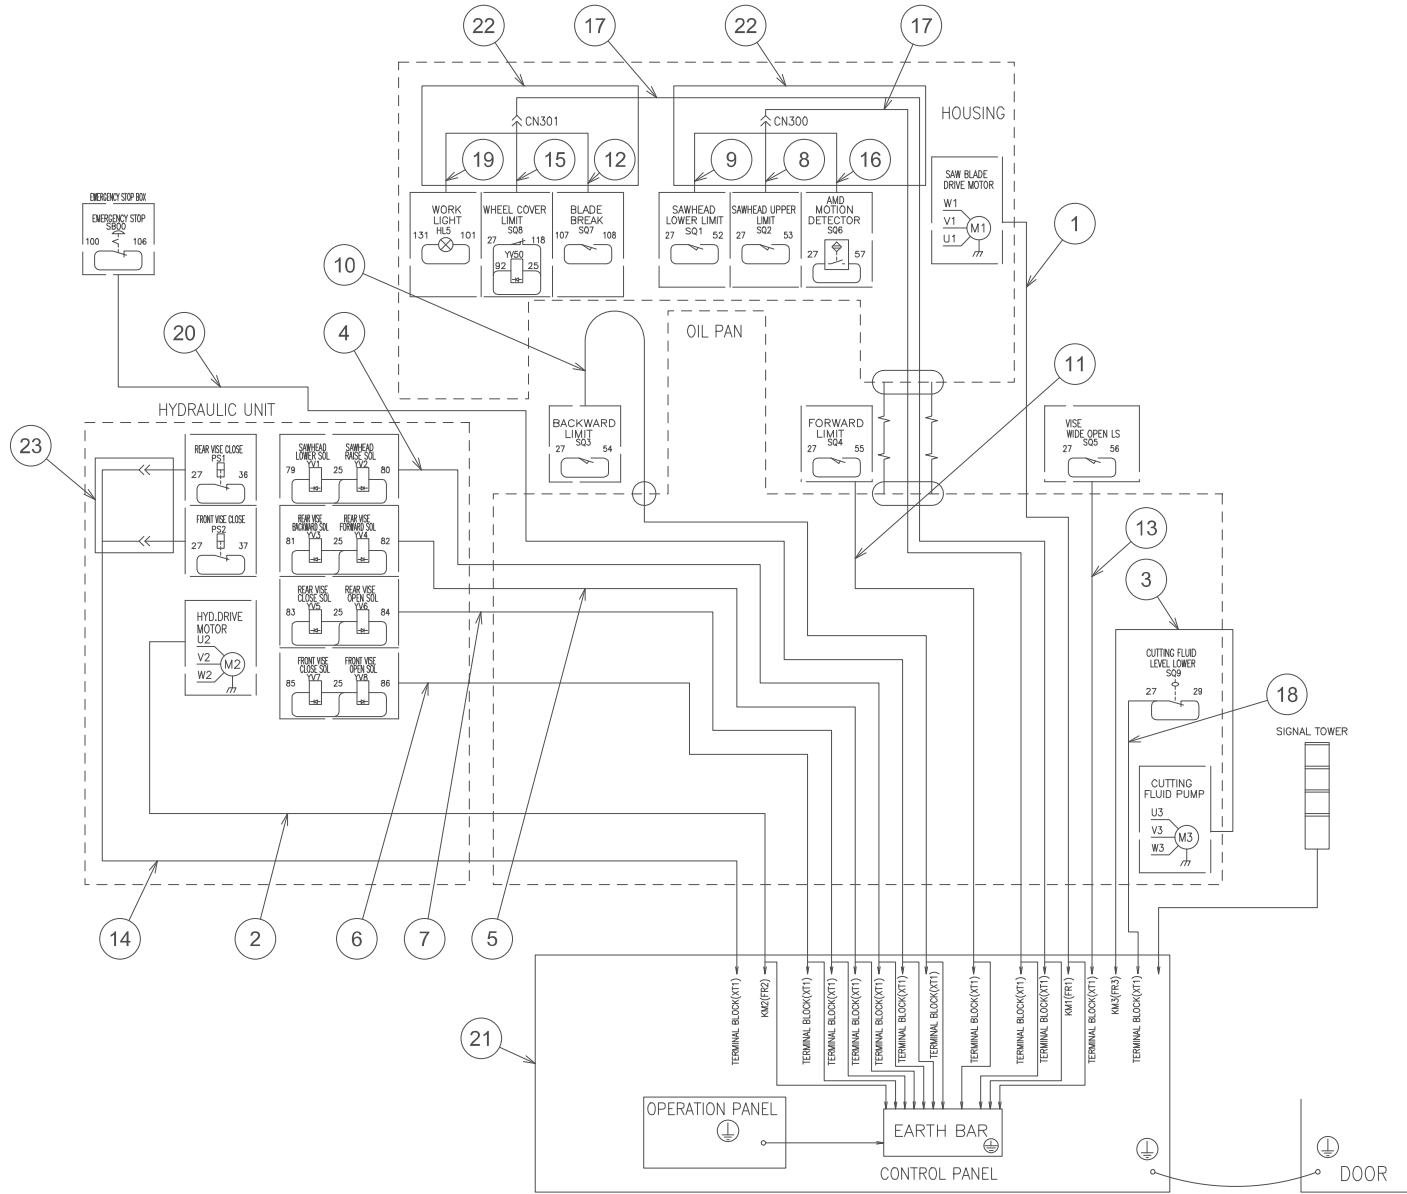 22
17
22
17
HOUSING
CN301
CN300
19
15
12
9
8
16
SAW BLADE
DRIVE MOTOR
W1
V1
U1
M1
1
EMERGENCY STOP BOX
EMERGENCY STOP
SB00
100
106
WORK
LIGHT
HL5
131
101
WHEEL COVER
LIMIT
SQ8
27
118
YV50
92
25
BLADE
BREAK
SQ7
107
108
SAWHEAD
LOWER LIMIT
SQ1
27
52
SAWHEAD UPPER
LIMIT
SQ2
27
53
AMD
MOTION
DETECTOR
SQ6
27
57
10
20
4
OIL PAN
11
HYDRAULIC UNIT
23
BACKWARD
LIMIT
SQ3
27
54
FORWARD
LIMIT
SQ4
27
55
VISE
WIDE OPEN LS
SQ5
27
56
REAR VISE CLOSE
PS1
27
36
FRONT VISE CLOSE
PS2
27
37
SAWHEAD
LOWER SOL
YV1
79
25
SAWHEAD
RAISE SOL
YV2
80
REAR VISE
BACKWARD SOL
YV3
81
25
REAR VISE
FORWARD SOL
YV4
82
REAR VISE
CLOSE SOL
YV5
83
25
REAR VISE
OPEN SOL
YV6
84
FRONT VISE
CLOSE SOL
YV7
85
25
FRONT VISE
OPEN SOL
YV8
86
HYD.DRIVE
MOTOR
U2
V2
W2
M2
13
3
CUTTING FLUID
LEVEL LOWER
SQ9
27
29
18
SIGNAL TOWER
CUTTING
FLUID PUMP
U3
V3
W3
M3
14
2
6
7
5
21
TERMINAL BLOCK(XT1)
KM2(FR2)
TERMINAL BLOCK(XT1)
TERMINAL BLOCK(XT1)
TERMINAL BLOCK(XT1)
TERMINAL BLOCK(XT1)
TERMINAL BLOCK(XT1)
TERMINAL BLOCK(XT1)
TERMINAL BLOCK(XT1)
TERMINAL BLOCK(XT1)
TERMINAL BLOCK(XT1)
KM1(FR1)
TERMINAL BLOCK(XT1)
KM3(FR3)
TERMINAL BLOCK(XT1)
OPERATION PANEL
EARTH BAR
CONTROL PANEL
DOOR